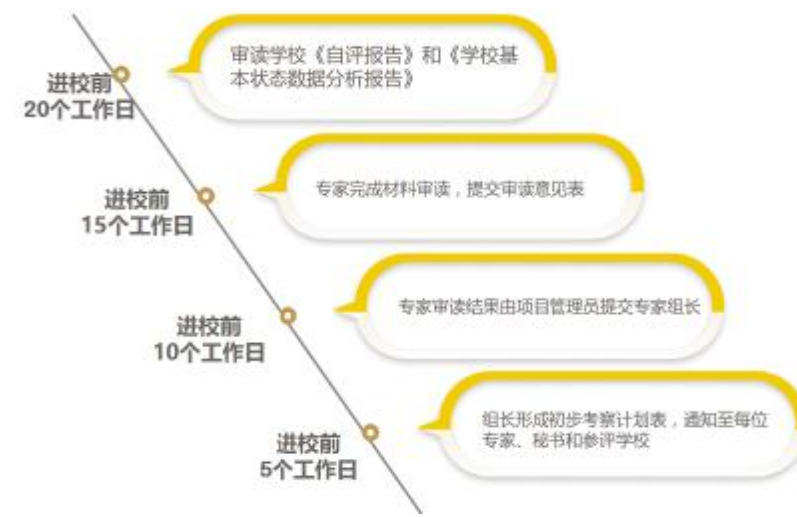 进校前
20个工作日
审读学校《自评报告》和《学校基
本状态数据分析报告》
进校前
15个工作日
专家完成材料审读，提交审读意见表
进校前
10个工作日
专家审读结果由项目管理员提交专家组长
进校前
5个工作日
组长形成初步考察计划表，通知至每位
专家、秘书和参评学校